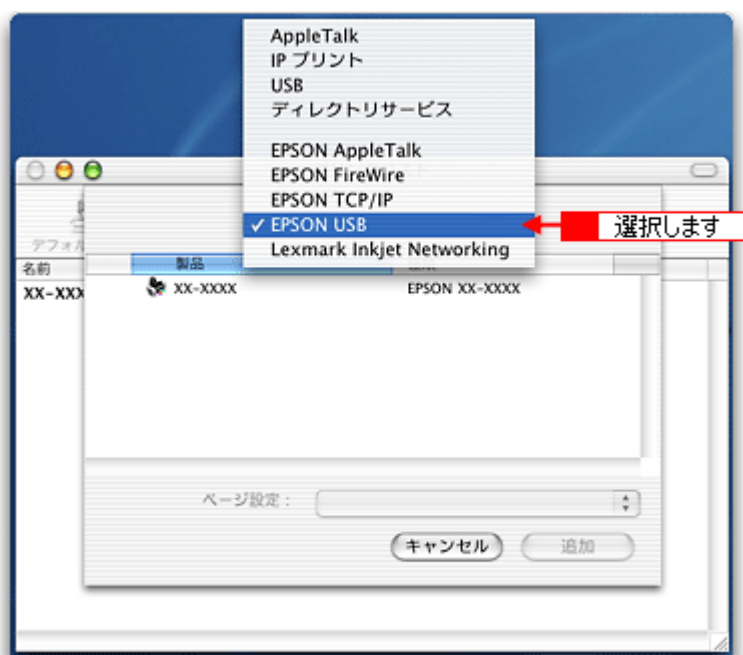 AppleTalk
IP プリント
USB
ディレクトリサービス
EPSON AppleTalk
EPSON FireWire
EPSON TCP/IP
✓ EPSON USB
選択します
Lexmark Inkjet Networking
デフォル
名前
製品
XX-XXX
XX-XXXX
EPSON XX-XXXX
ページ設定：
キャンセル
追加